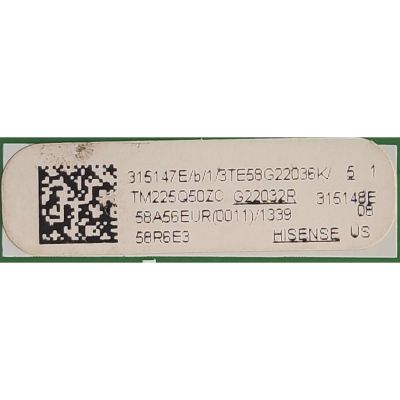 315147E/b/1/3TE58G22036K/ 5 1
TM225Q50ZC G22032R 315148E
58A56EUR(0011)/1339 08
58R6E3 HISENSE US